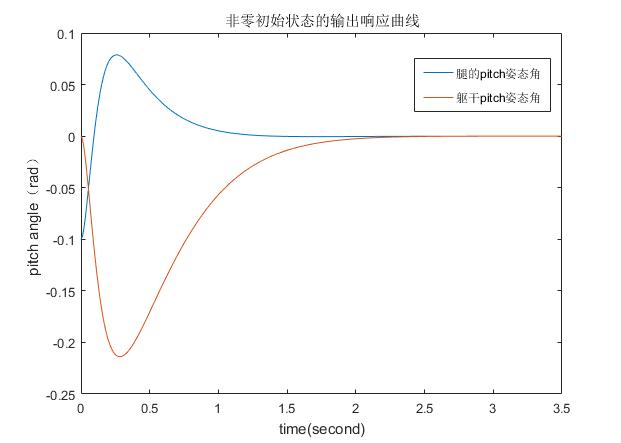 非零初始状态的输出响应曲线
0.1
0.05
0
-0.05
-0.1
-0.15
-0.2
-0.25
pitch angle（rad）
腿的pitch姿态角
躯干pitch姿态角
0 0.5 1 1.5 2 2.5 3 3.5
time(second)